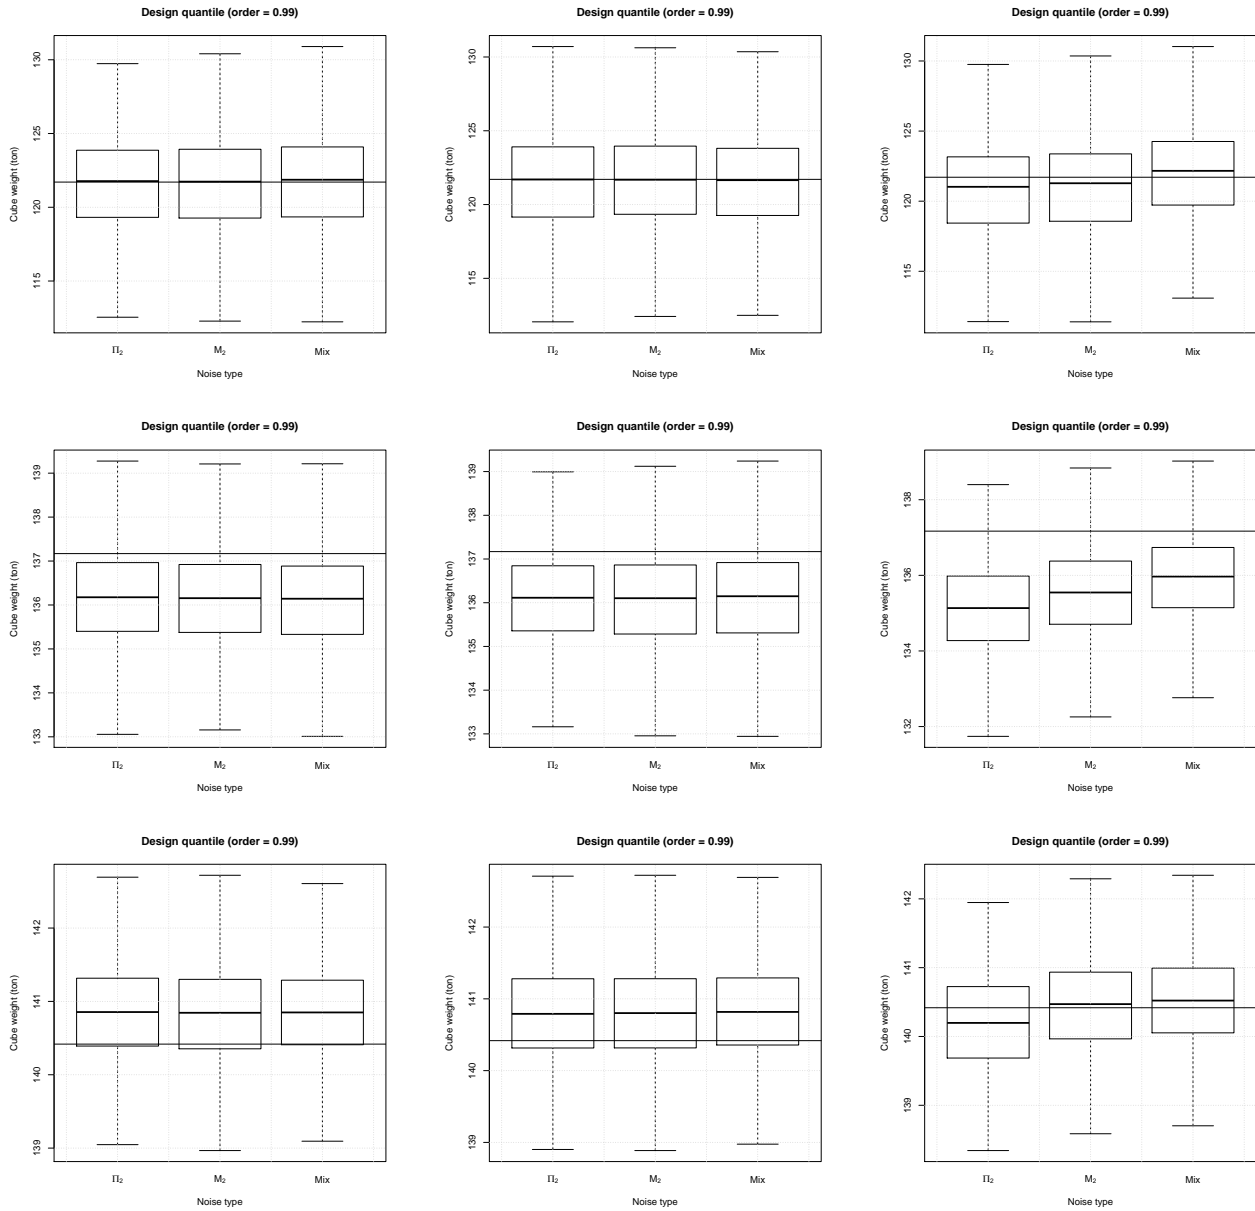 Design quantile (order = 0.99)
Cube weight (ton)
130
125
120
115
Π₂
M₂
Mix
Noise type
Design quantile (order = 0.99)
Cube weight (ton)
130
125
120
115
Π₂
M₂
Mix
Noise type
Design quantile (order = 0.99)
Cube weight (ton)
130
125
120
115
Π₂
M₂
Mix
Noise type
Design quantile (order = 0.99)
Cube weight (ton)
139
138
137
136
135
134
133
Π₂
M₂
Mix
Noise type
Design quantile (order = 0.99)
Cube weight (ton)
139
138
137
136
135
134
133
Π₂
M₂
Mix
Noise type
Design quantile (order = 0.99)
Cube weight (ton)
138
136
134
132
Π₂
M₂
Mix
Noise type
Design quantile (order = 0.99)
Cube weight (ton)
142
141
140
139
Π₂
M₂
Mix
Noise type
Design quantile (order = 0.99)
Cube weight (ton)
142
141
140
139
Π₂
M₂
Mix
Noise type
Design quantile (order = 0.99)
Cube weight (ton)
142
141
140
139
Π₂
M₂
Mix
Noise type